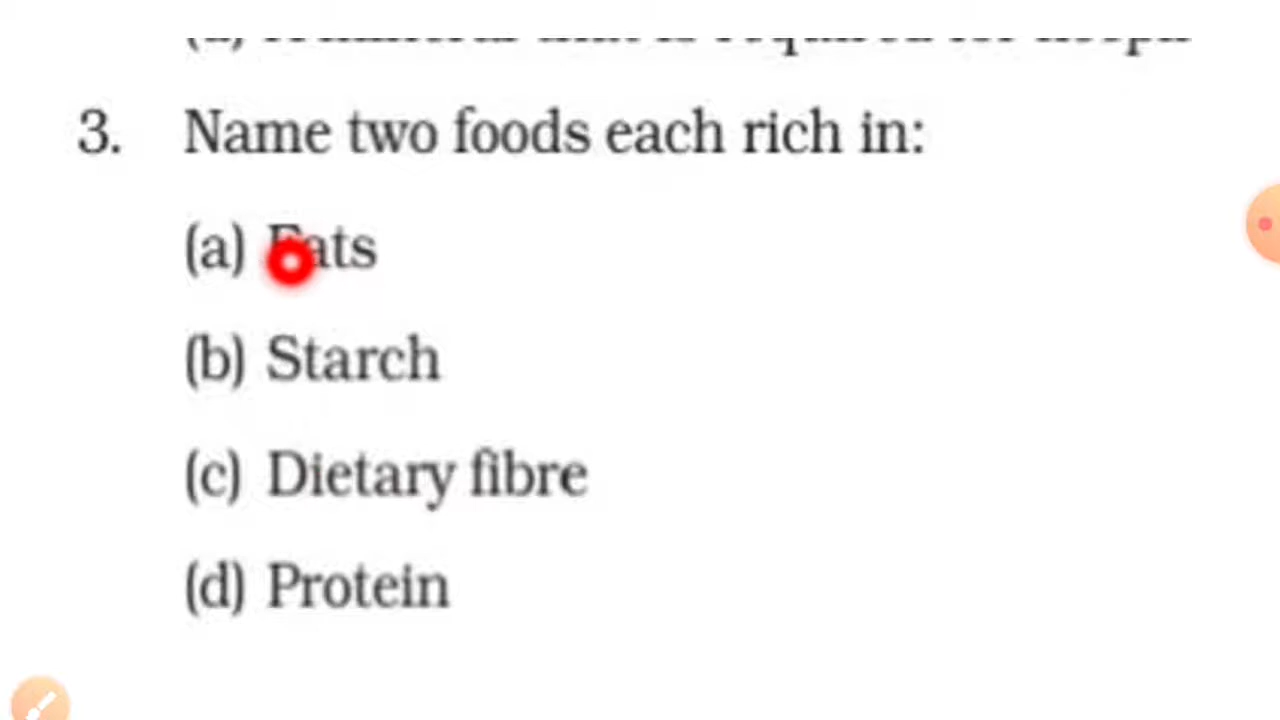 3. Name two foods each rich in:
(a) Fats
(b) Starch
(c) Dietary fibre
(d) Protein